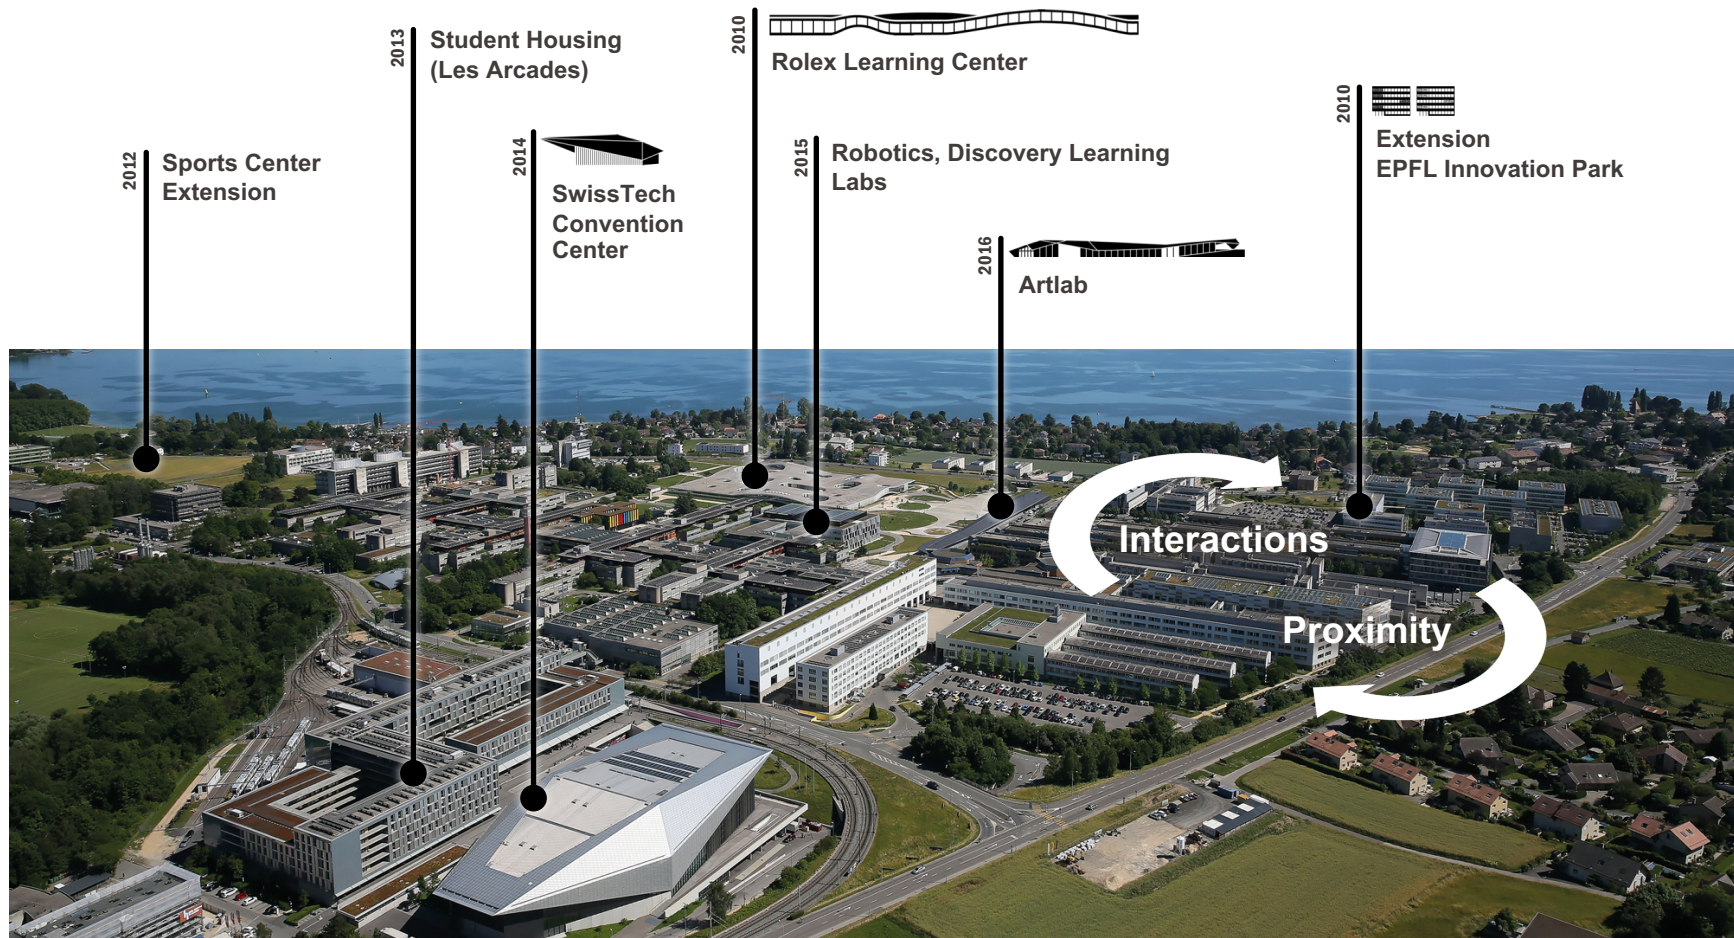 2012
Sports Center
Extension
2013
Student Housing
(Les Arcades)
2014
SwissTech
Convention
Center
2010
Rolex Learning Center
2015
Robotics, Discovery Learning
Labs
2016
Artlab
2010
Extension
EPFL Innovation Park
Interactions
Proximity